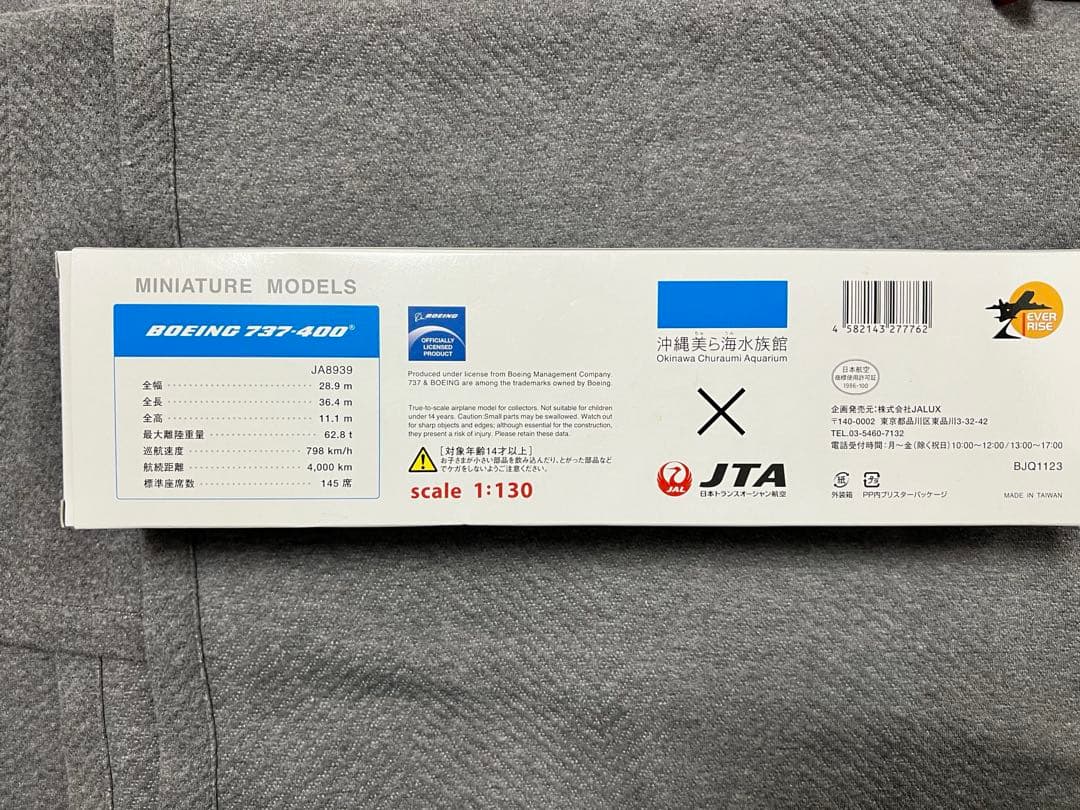 MINIATURE MODELS
BOEING 737-400®
JA8939
全幅 28.9 m
全長 36.4 m
全高 11.1 m
最大離陸重量 62.8 t
巡航速度 798 km/h
航続距離 4,000 km
標準座席数 145 席
BOEING
OFFICIALLY
LICENSED
PRODUCT
Produced under license from Boeing Management Company.
737 & BOEING are among the trademarks owned by Boeing.
True-to-scale airplane model for collectors. Not suitable for children
under 14 years. Caution:Small parts may be swallowed. Watch out
for sharp objects and edges; although essential for the construction,
they present a risk of injury. Please retain these data.
[対象年齢14才以上]
お子さまが小さい部品を飲み込んだり、とがった部品など
でケガをしないようご注意ください。
scale 1:130
ちゅ うみ
沖縄美ら海水族館
Okinawa Churaumi Aquarium
×
JAL
JTA
日本トランスオーシャン航空
4 582143 277762
EVER
RISE
日本航空
商標使用許可証
1986-100
企画発売元:株式会社JALUX
〒140-0002 東京都品川区東品川3-32-42
TEL.03-5460-7132
電話受付時間:月~金(除く祝日)10:00~12:00/13:00~17:00
BJQ1123
紙 プラ
外装箱 PP内ブリスターパッケージ
MADE IN TAIWAN